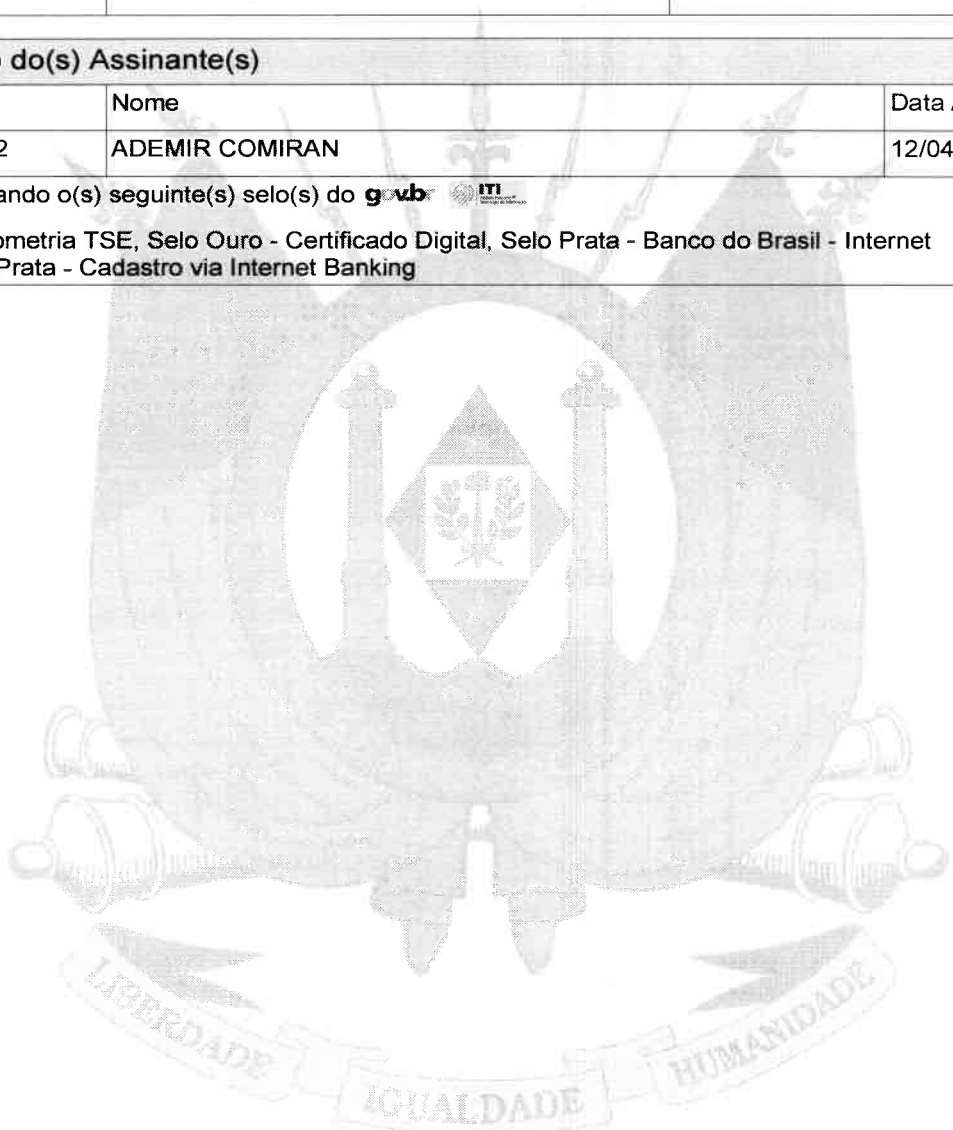 do(s) Assinante(s)
Nome Data
2 ADEMIR COMIRAN 12/04
ando o(s) seguinte(s) selo(s) do gov.br ITI
ometria TSE, Selo Ouro - Certificado Digital, Selo Prata - Banco do Brasil - Internet
Prata - Cadastro via Internet Banking
LIBERDADE IGUALDADE HUMANIDADE